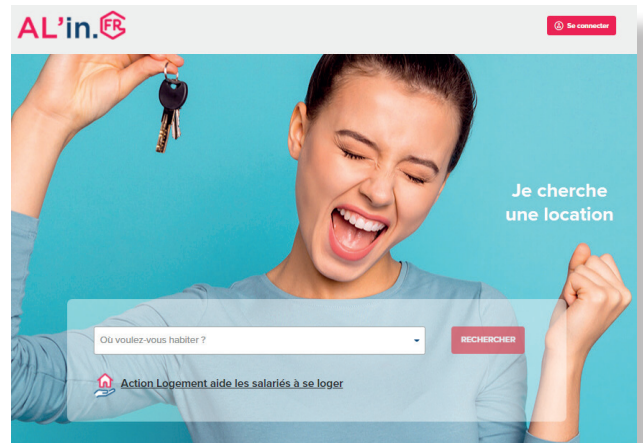 AL'in.FR
Se connecter
Je cherche
une location
Où voulez-vous habiter ?
RECHERCHER
Action Logement aide les salariés à se loger